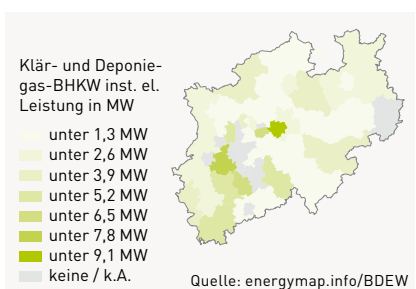 Klär- und Deponie-
gas-BHKW inst. el.
Leistung in MW
unter 1,3 MW
unter 2,6 MW
unter 3,9 MW
unter 5,2 MW
unter 6,5 MW
unter 7,8 MW
unter 9,1 MW
keine / k.A.
Quelle: energymap.info/BDEW